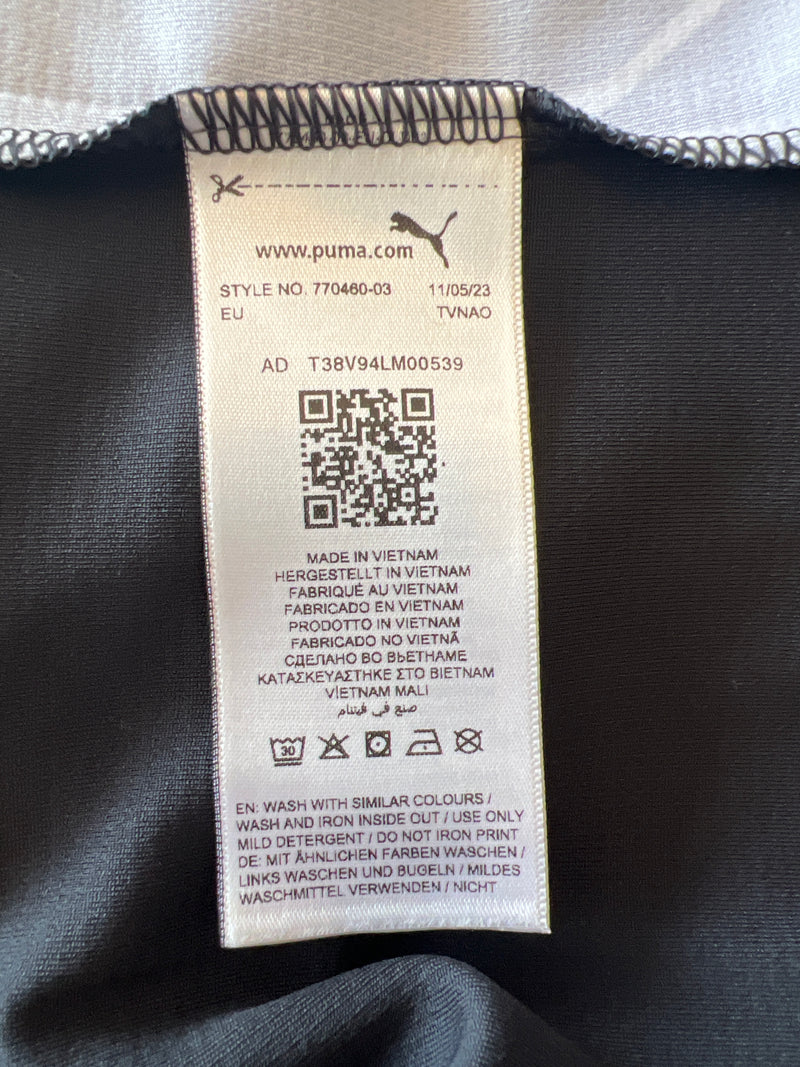 www.puma.com
STYLE NO. 770460-03 11/05/23
EU TVNAO
AD T38V94LM00539
MADE IN VIETNAM
HERGESTELLT IN VIETNAM
FABRIQUÉ AU VIETNAM
FABRICADO EN VIETNAM
PRODOTTO IN VIETNAM
FABRICADO NO VIETNÃ
СДЕЛАНО ВО ВЬЕТНАМЕ
ΚΑΤΑΣΚΕΥΑΣΤΗΚΕ ΣΤΟ ΒΙΕΤΝΑΜ
VİETNAM MALI
صنع في فيتنام
30
EN: WASH WITH SIMILAR COLOURS /
WASH AND IRON INSIDE OUT / USE ONLY
MILD DETERGENT / DO NOT IRON PRINT
DE: MIT ÄHNLICHEN FARBEN WASCHEN /
LINKS WASCHEN UND BÜGELN / MILDES
WASCHMITTEL VERWENDEN / NICHT